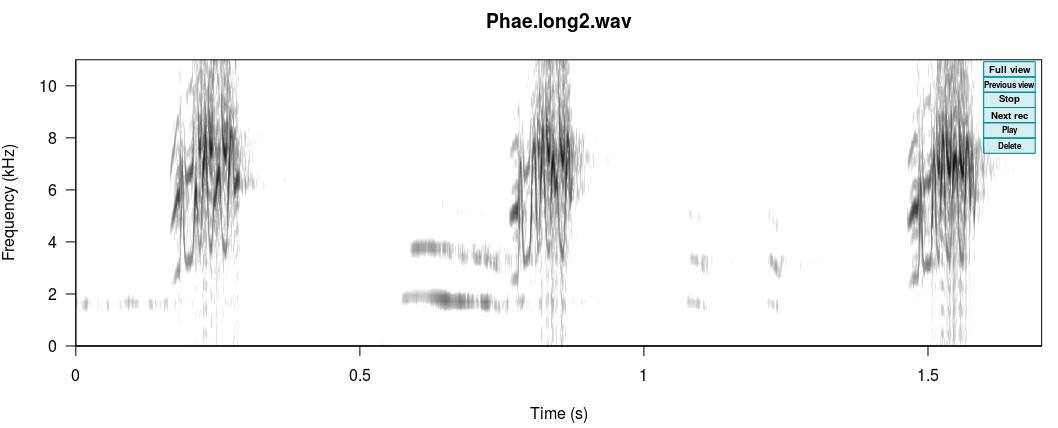 Phae.long2.wav
Full view
Previous view
Stop
Next rec
Play
Delete
10
8
6
4
2
0
Frequency (kHz)
0 0.5 1 1.5
Time (s)